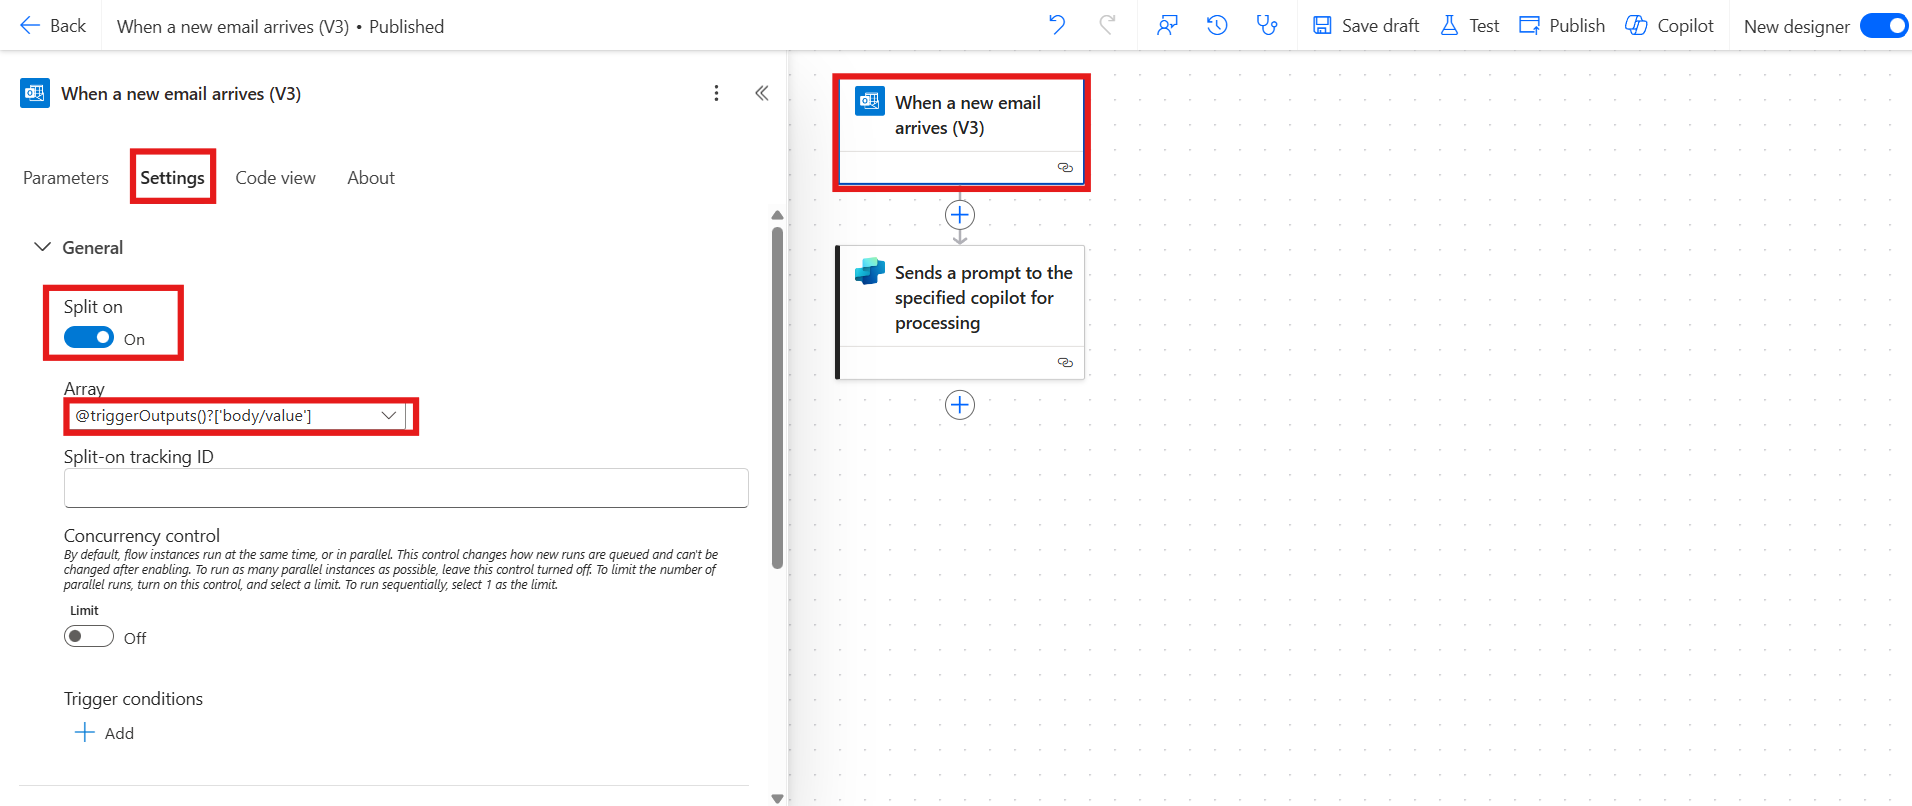 Back
When a new email arrives (V3) • Published
Save draft
Test
Publish
Copilot
New designer
When a new email arrives (V3)
Parameters
Settings
Code view
About
General
Split on
On
Array
@triggerOutputs()?['body/value']
Split-on tracking ID
Concurrency control
By default, flow instances run at the same time, or in parallel. This control changes how new runs are queued and can't be
changed after enabling. To run as many parallel instances as possible, leave this control turned off. To limit the number of
parallel runs, turn on this control, and select a limit. To run sequentially, select 1 as the limit.
Limit
Off
Trigger conditions
Add
When a new email
arrives (V3)
Sends a prompt to the
specified copilot for
processing